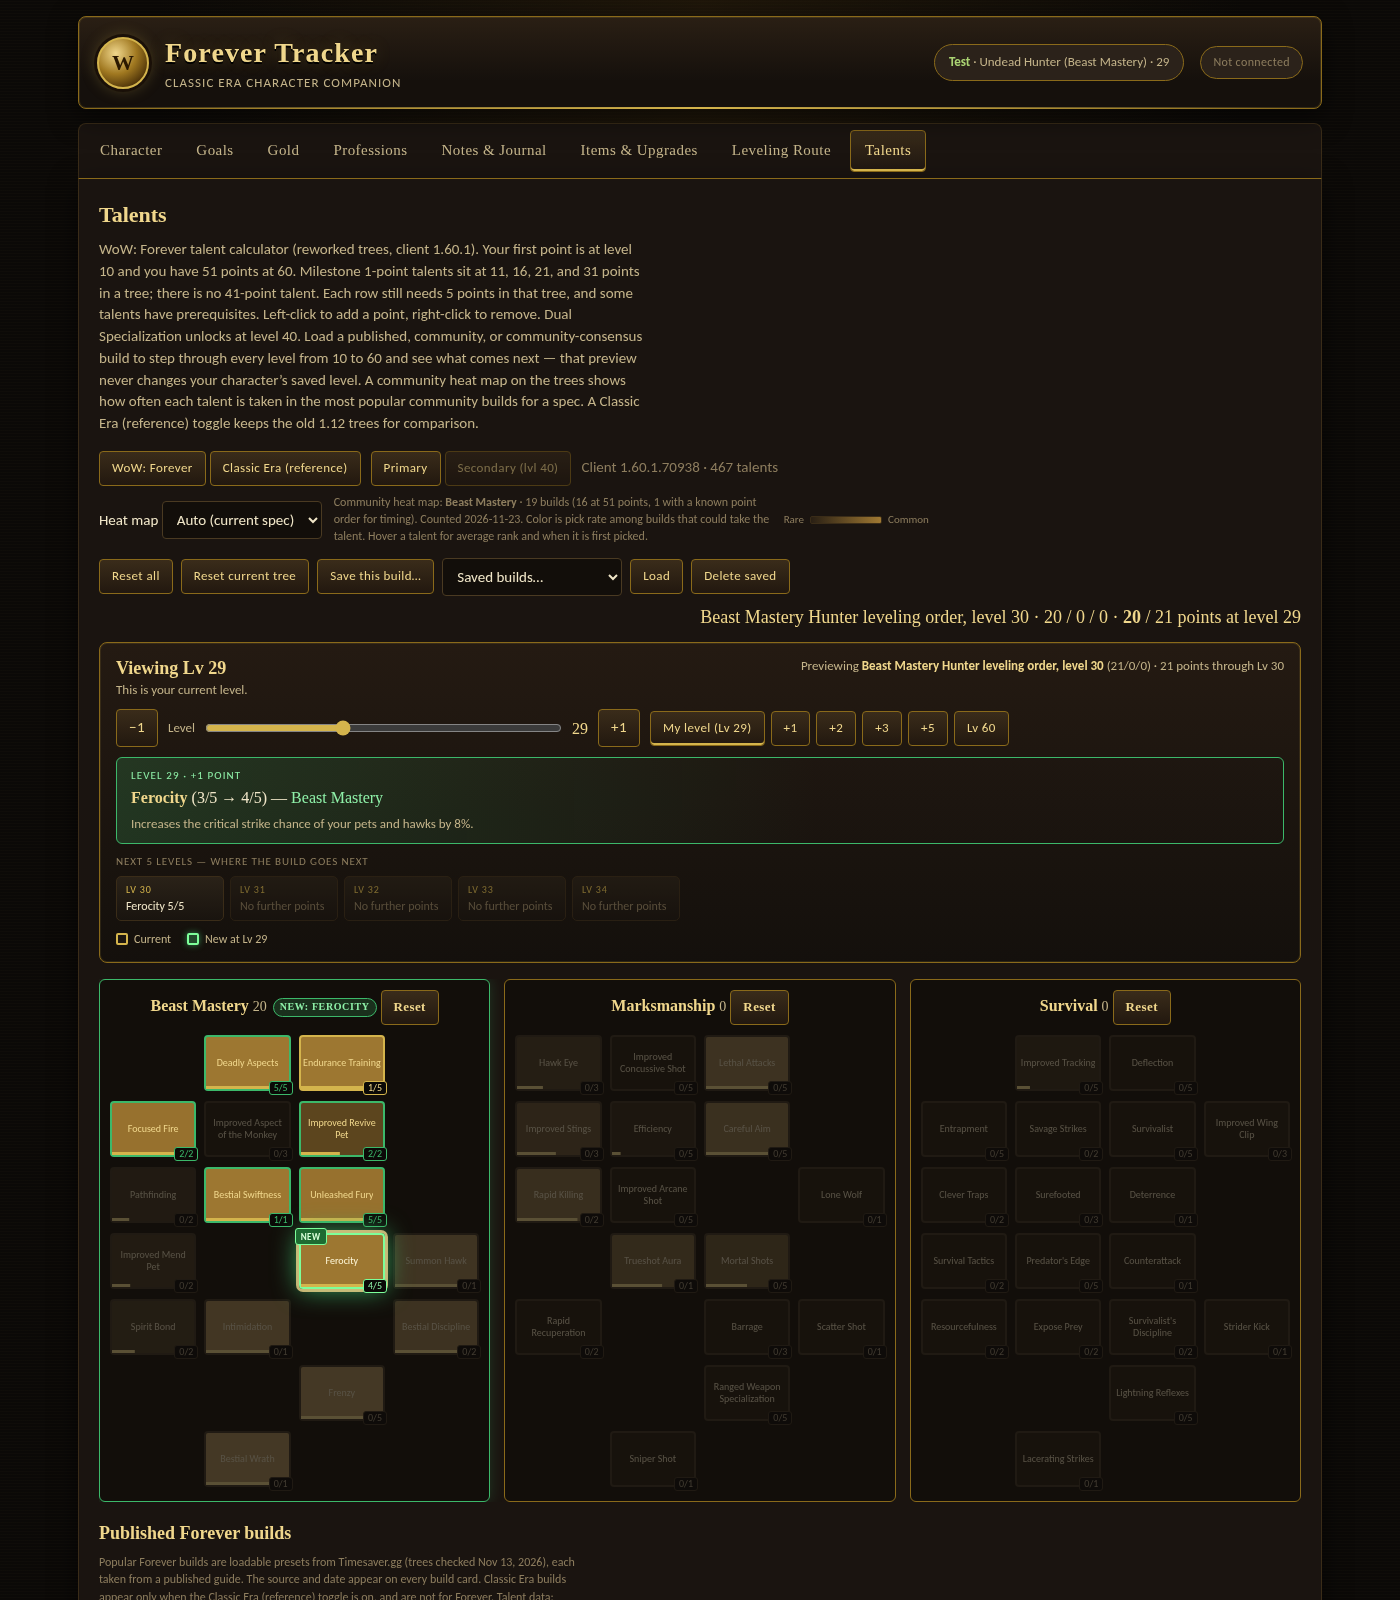 W
Forever Tracker
CLASSIC ERA CHARACTER COMPANION
Test · Undead Hunter (Beast Mastery) · 29
Not connected
Character Goals Gold Professions Notes & Journal Items & Upgrades Leveling Route Talents
Talents
WoW: Forever talent calculator (reworked trees, client 1.60.1). Your first point is at level
10 and you have 51 points at 60. Milestone 1-point talents sit at 11, 16, 21, and 31 points
in a tree; there is no 41-point talent. Each row still needs 5 points in that tree, and some
talents have prerequisites. Left-click to add a point, right-click to remove. Dual
Specialization unlocks at level 40. Load a published, community, or community-consensus
build to step through every level from 10 to 60 and see what comes next — that preview
never changes your character’s saved level. A community heat map on the trees shows
how often each talent is taken in the most popular community builds for a spec. A Classic
Era (reference) toggle keeps the old 1.12 trees for comparison.
WoW: Forever Classic Era (reference) Primary Secondary (lvl 40) Client 1.60.1.70938 · 467 talents
Heat map Auto (current spec)
Community heat map: Beast Mastery · 19 builds (16 at 51 points, 1 with a known point
order for timing). Counted 2026-11-23. Color is pick rate among builds that could take the
talent. Hover a talent for average rank and when it is first picked.
Rare Common
Reset all Reset current tree Save this build... Saved builds... Load Delete saved
Beast Mastery Hunter leveling order, level 30 · 20 / 0 / 0 · 20 / 21 points at level 29
Viewing Lv 29
Previewing Beast Mastery Hunter leveling order, level 30 (21/0/0) · 21 points through Lv 30
This is your current level.
−1 Level 29 +1 My level (Lv 29) +1 +2 +3 +5 Lv 60
LEVEL 29 · +1 POINT
Ferocity (3/5 → 4/5) — Beast Mastery
Increases the critical strike chance of your pets and hawks by 8%.
NEXT 5 LEVELS — WHERE THE BUILD GOES NEXT
LV 30 LV 31 LV 32 LV 33 LV 34
Ferocity 5/5 No further points No further points No further points No further points
Current New at Lv 29
Beast Mastery 20 NEW: FEROCITY Reset
Deadly Aspects 5/5
Endurance Training 1/5
Focused Fire 2/2
Improved Aspect of the Monkey 0/3
Improved Revive Pet 2/2
Pathfinding 0/2
Bestial Swiftness 1/1
Unleashed Fury 5/5
Improved Mend Pet 0/2
NEW
Ferocity 4/5
Summon Hawk 0/1
Spirit Bond 0/2
Intimidation 0/1
Bestial Discipline 0/2
Frenzy 0/5
Bestial Wrath 0/1
Marksmanship 0 Reset
Hawk Eye 0/3
Improved Concussive Shot 0/5
Lethal Attacks 0/5
Improved Stings 0/3
Efficiency 0/5
Careful Aim 0/5
Rapid Killing 0/2
Improved Arcane Shot 0/5
Lone Wolf 0/1
Trueshot Aura 0/1
Mortal Shots 0/5
Rapid Recuperation 0/2
Barrage 0/3
Scatter Shot 0/1
Ranged Weapon Specialization 0/5
Sniper Shot 0/1
Survival 0 Reset
Improved Tracking 0/5
Deflection 0/5
Entrapment 0/5
Savage Strikes 0/2
Survivalist 0/5
Improved Wing Clip 0/3
Clever Traps 0/2
Surefooted 0/3
Deterrence 0/1
Survival Tactics 0/2
Predator's Edge 0/5
Counterattack 0/1
Resourcefulness 0/2
Expose Prey 0/2
Survivalist's Discipline 0/2
Strider Kick 0/1
Lightning Reflexes 0/5
Lacerating Strikes 0/1
Published Forever builds
Popular Forever builds are loadable presets from Timesaver.gg (trees checked Nov 13, 2026), each
taken from a published guide. The source and date appear on every build card. Classic Era builds
appear only when the Classic Era (reference) toggle is on, and are not for Forever. Talent data: